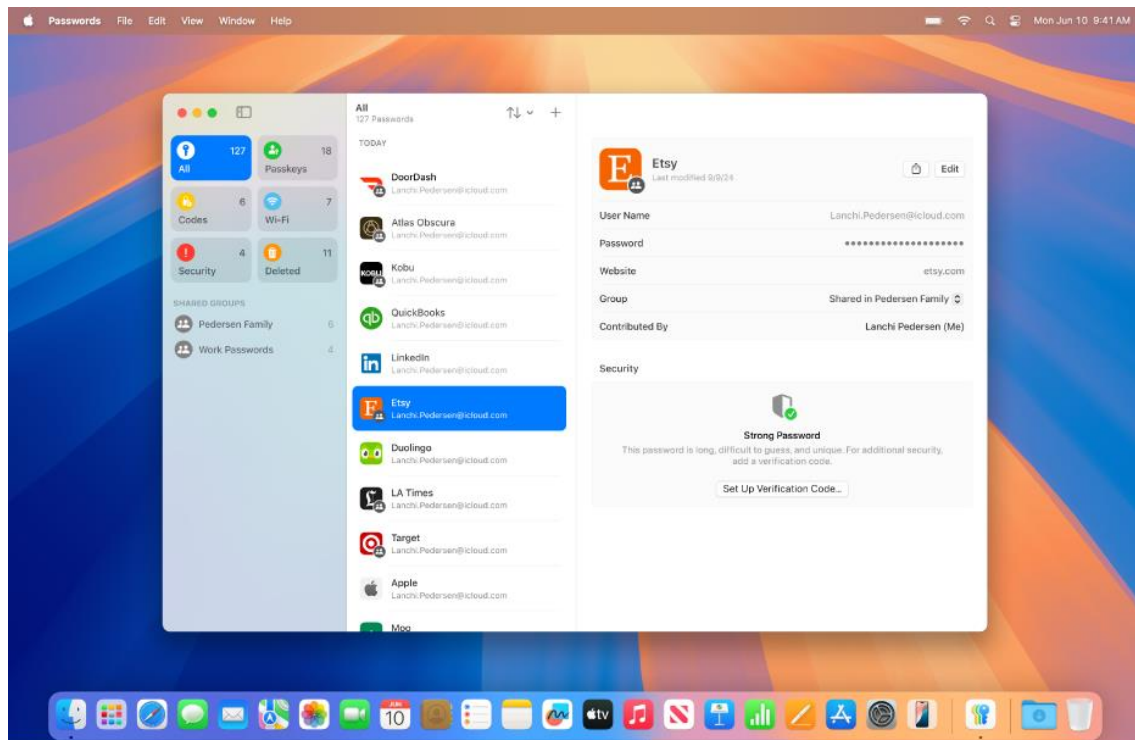 Passwords File Edit View Window Help
Mon Jun 10 9:41 AM
127
All
18
Passkeys
6
Codes
7
Wi-Fi
4
Security
11
Deleted
SHARED GROUPS
Pedersen Family 6
Work Passwords 4
All
127 Passwords
TODAY
DoorDash
Lanchi.Pedersen@icloud.com
Atlas Obscura
Lanchi.Pedersen@icloud.com
Kobu
Lanchi.Pedersen@icloud.com
QuickBooks
Lanchi.Pedersen@icloud.com
LinkedIn
Lanchi.Pedersen@icloud.com
Etsy
Lanchi.Pedersen@icloud.com
Duolingo
Lanchi.Pedersen@icloud.com
LA Times
Lanchi.Pedersen@icloud.com
Target
Lanchi.Pedersen@icloud.com
Apple
Lanchi.Pedersen@icloud.com
Etsy
Last modified 9/9/24
Edit
User Name Lanchi.Pedersen@icloud.com
Password ••••••••••••••••••••
Website etsy.com
Group Shared in Pedersen Family
Contributed By Lanchi Pedersen (Me)
Security
Strong Password
This password is long, difficult to guess, and unique. For additional security,
add a verification code.
Set Up Verification Code...
JUN
10
tv